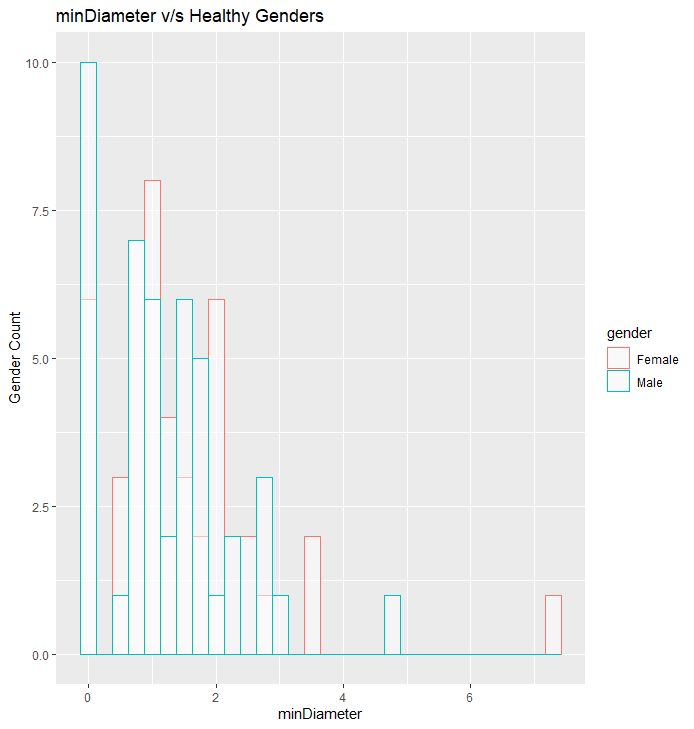 minDiameter v/s Healthy Genders
10.0
7.5
5.0
2.5
0.0
Gender Count
0 2 4 6
minDiameter
gender
Female
Male